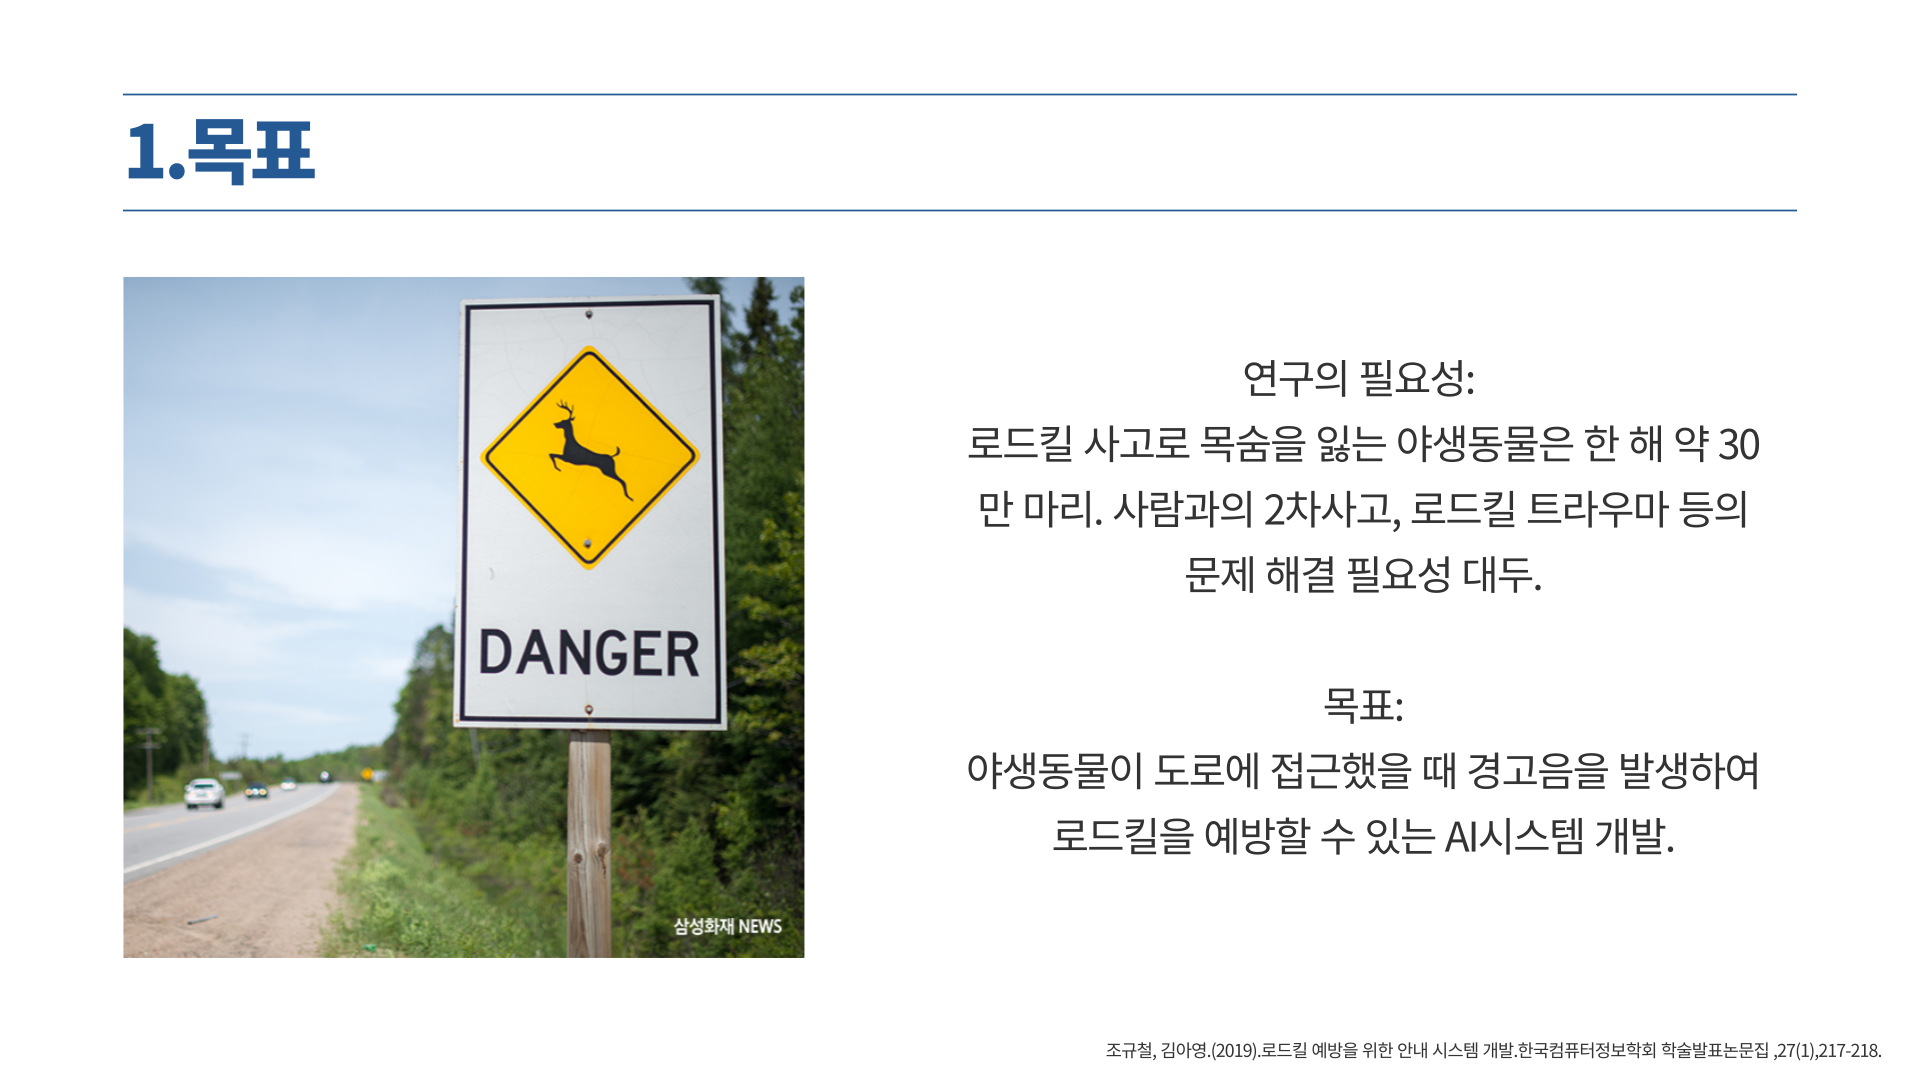 1.목표
DANGER
삼성화재 NEWS
연구의 필요성:
로드킬 사고로 목숨을 잃는 야생동물은 한 해 약 30
만 마리. 사람과의 2차사고, 로드킬 트라우마 등의
문제 해결 필요성 대두.
목표:
야생동물이 도로에 접근했을 때 경고음을 발생하여
로드킬을 예방할 수 있는 AI시스템 개발.
조규철, 김아영.(2019).로드킬 예방을 위한 안내 시스템 개발.한국컴퓨터정보학회 학술발표논문집 ,27(1),217-218.